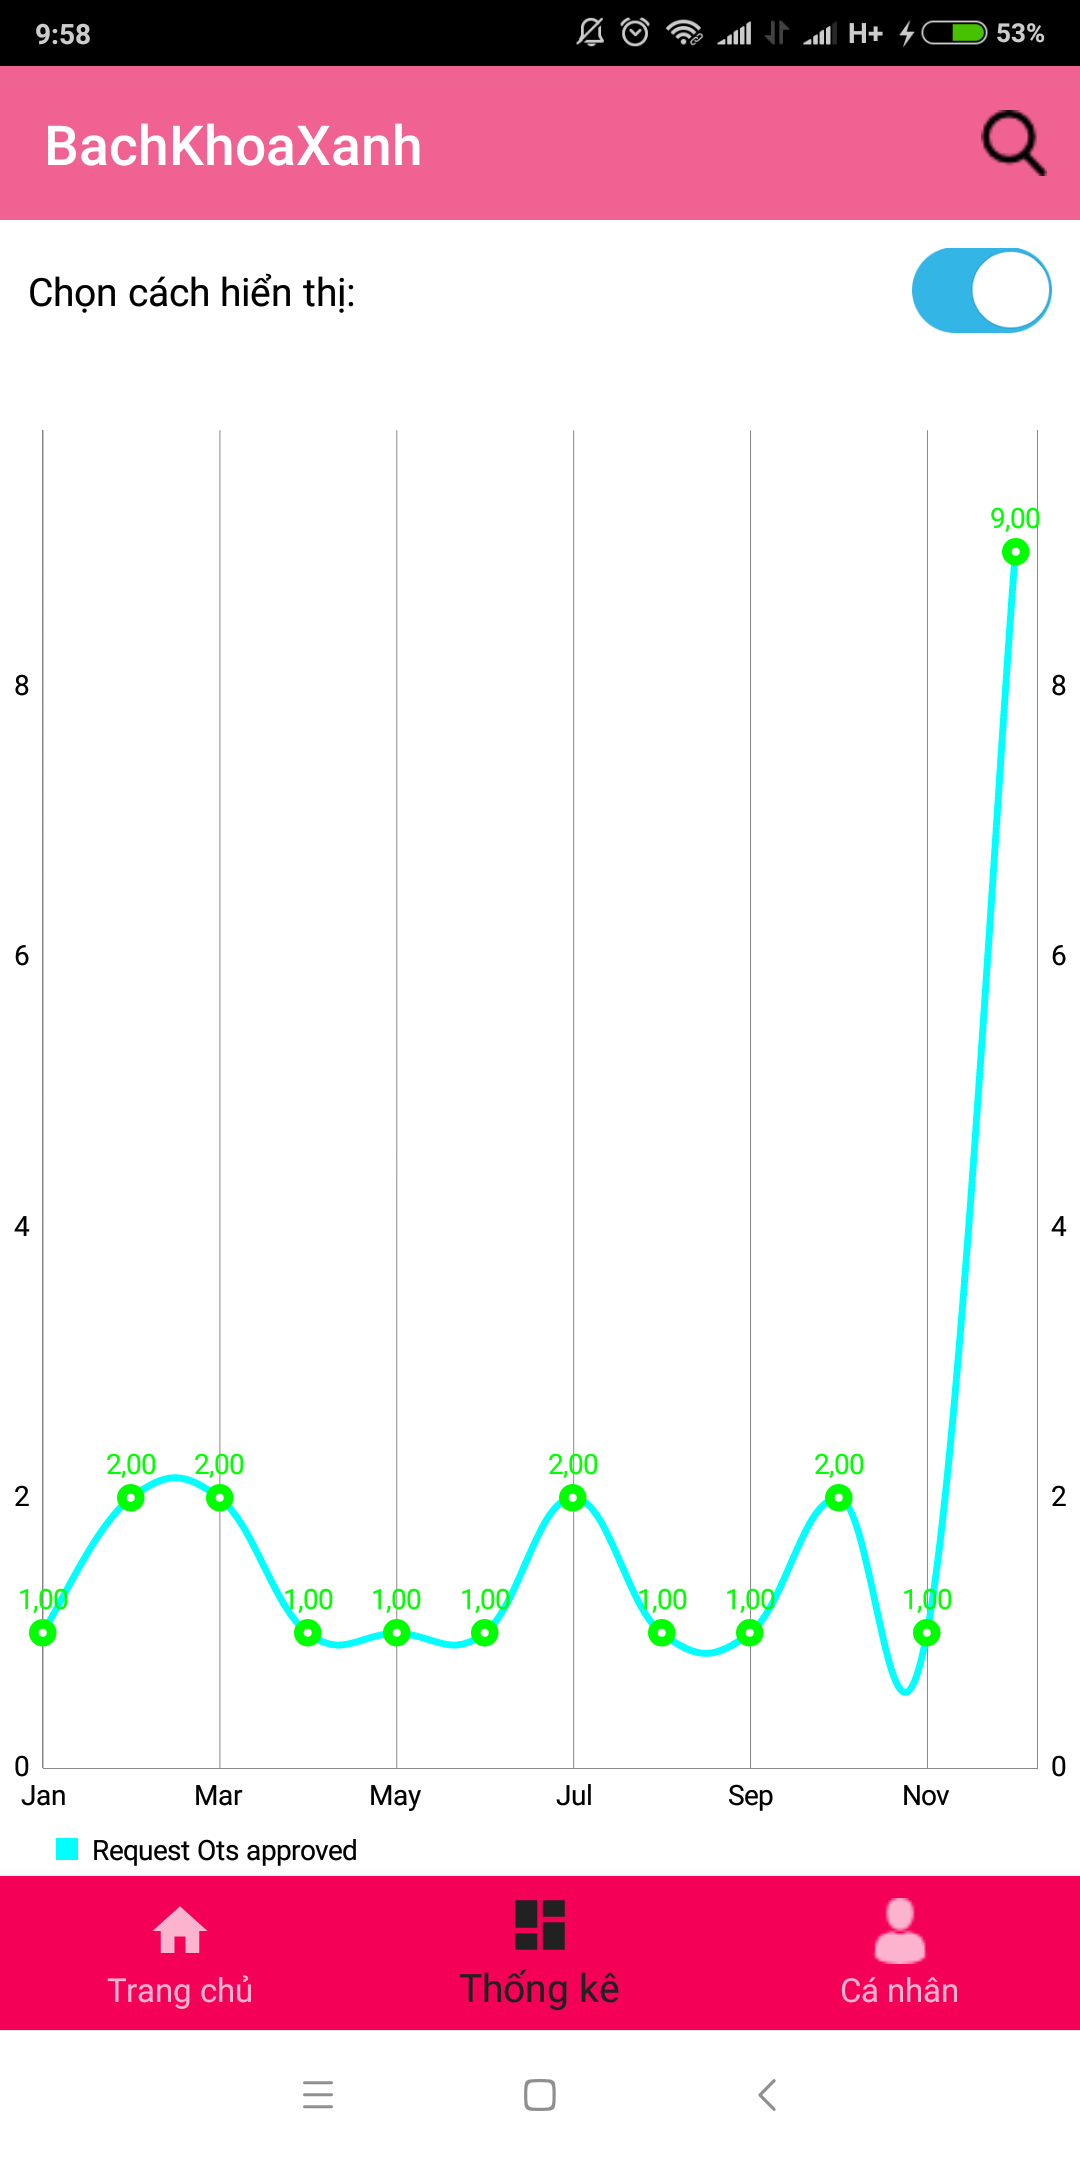 9:58 H+ 53%
BachKhoaXanh
Chọn cách hiển thị:
9,00
8 8
6 6
4 4
2,00 2,00 2,00 2,00
2 2
1,00 1,00 1,00 1,00 1,00 1,00 1,00
0 0
Jan Mar May Jul Sep Nov
Request Ots approved
Trang chủ Thống kê Cá nhân